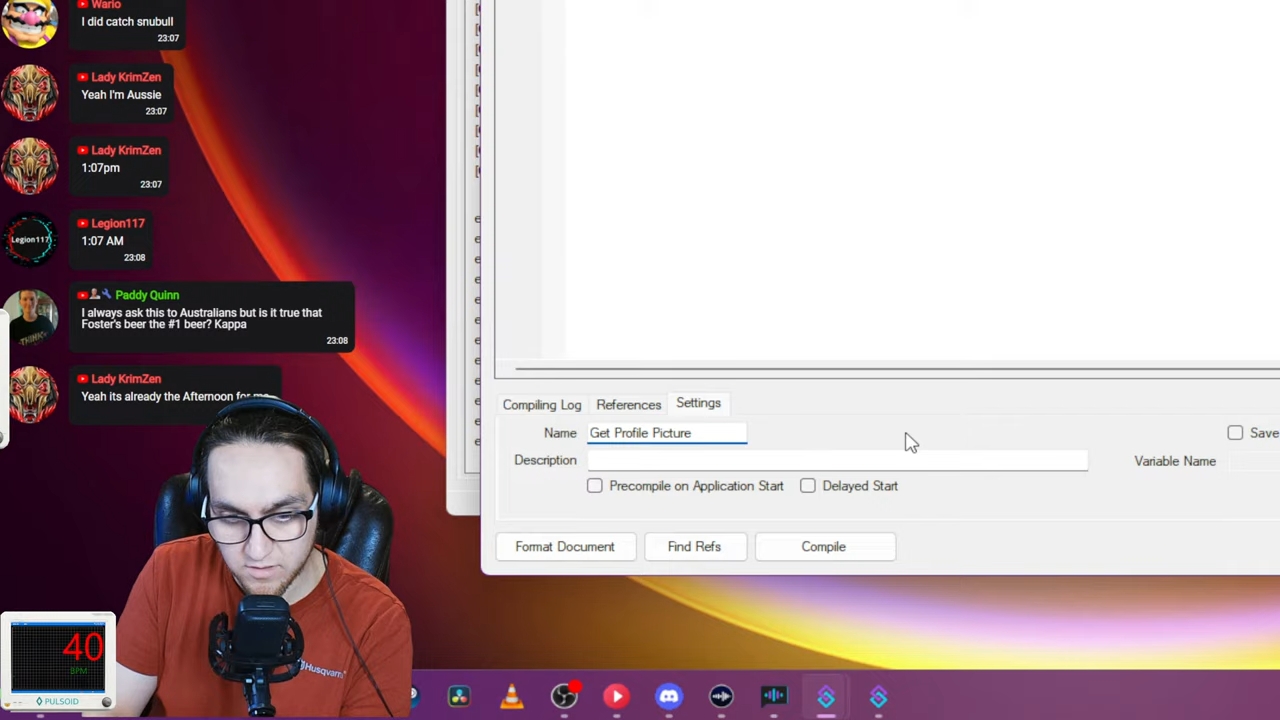 Wario
I did catch snubull
23:07
Lady KrimZen
Yeah I'm Aussie
23:07
Lady KrimZen
1:07pm
23:07
Legion117
Legion117
1:07 AM
23:08
Paddy Quinn
I always ask this to Australians but is it true that
Foster's beer the #1 beer? Kappa
23:08
THINK
Lady KrimZen
Yeah its already the Afternoon for
Compiling Log
References
Settings
Name
Get Profile Picture
Save
Description
Variable Name
Precompile on Application Start
Delayed Start
Format Document
Find Refs
Compile
Husqvarna
40
BPM
PULSOID